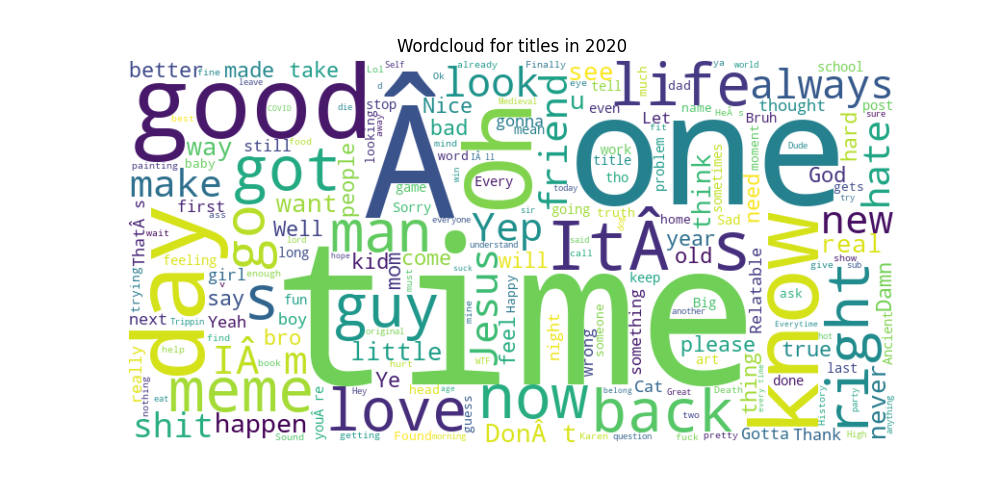 Wordcloud for titles in 2020
better fine made take Lol d Self Ok already Finally see tell much ya world school
leave good COVID die stop Â look Medieval u life dad always
best away looking Nice bad gonna mean eye even name thought post
way still food oh friend one Let Bruh sure hard
painting baby got people mind word IÂ ll work title tho problem fit moment Dude hate
make want game Every win today think sometimes need God gets try
first ass Sorry everyone sir going truth dog home Sad new
ThatÂ s wait day go Well man Yep ItÂ s year real
feeling lord long kid mom come understand will said call old show
trying girl enough hope must suck time keep Relatable know give sub right Damn
says s fun guy Jesus feel Happy something Big ask Ancient
next Trippin Yeah boy mine night someone another Everytime
find bro original WTF wrong please true hot
really help IÂ m book little hurt art thing last
nothing eat meme Ye head age Cat Great Death every time done never
shit happen youÂ re Hey love now belong back two History party
Sound getting Found morning guess DonÂ t Karen question fuck pretty Gotta Thank High anything